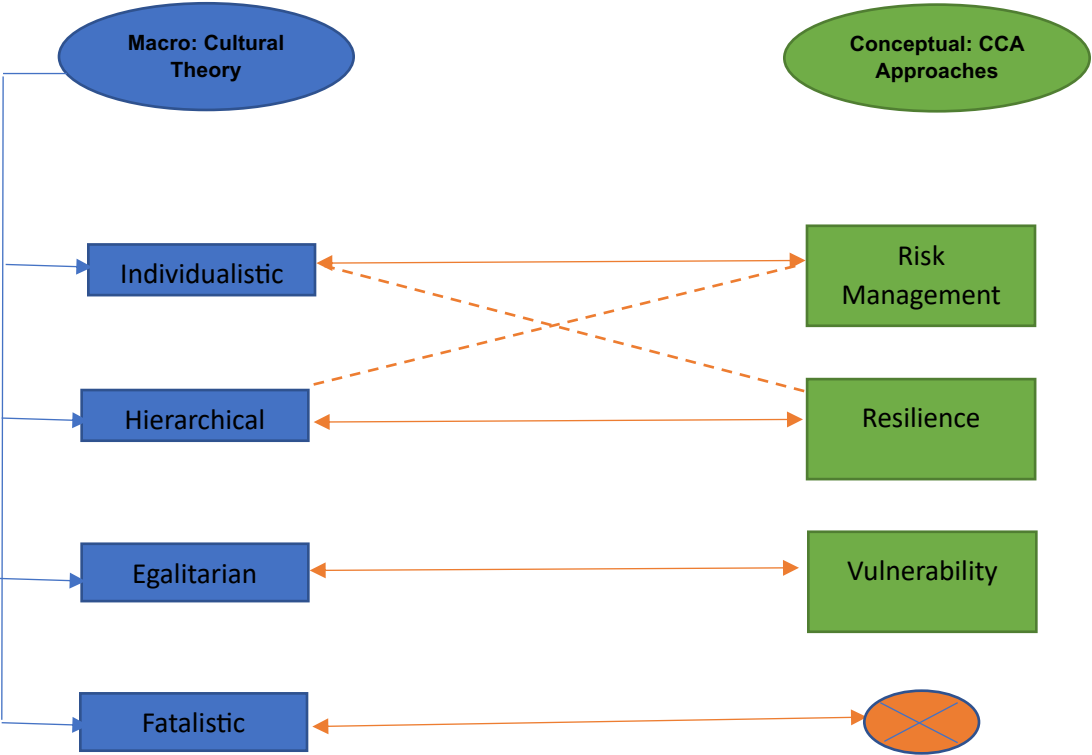 Macro: Cultural
Theory
Conceptual: CCA
Approaches
Individualistic
Risk
Management
Hierarchical
Resilience
Egalitarian
Vulnerability
Fatalistic